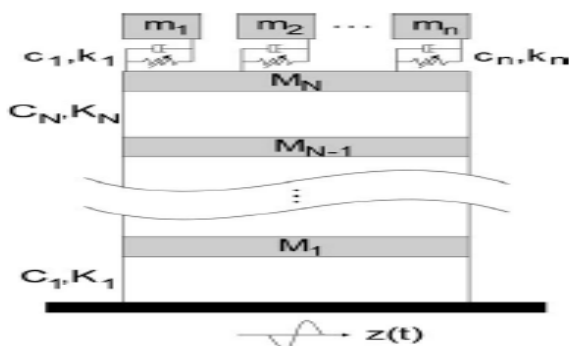 m1 m2 ... mn
c1,k1 cn,kn
MN
CN,KN
MN-1
⋮
M1
C1,K1
z(t)